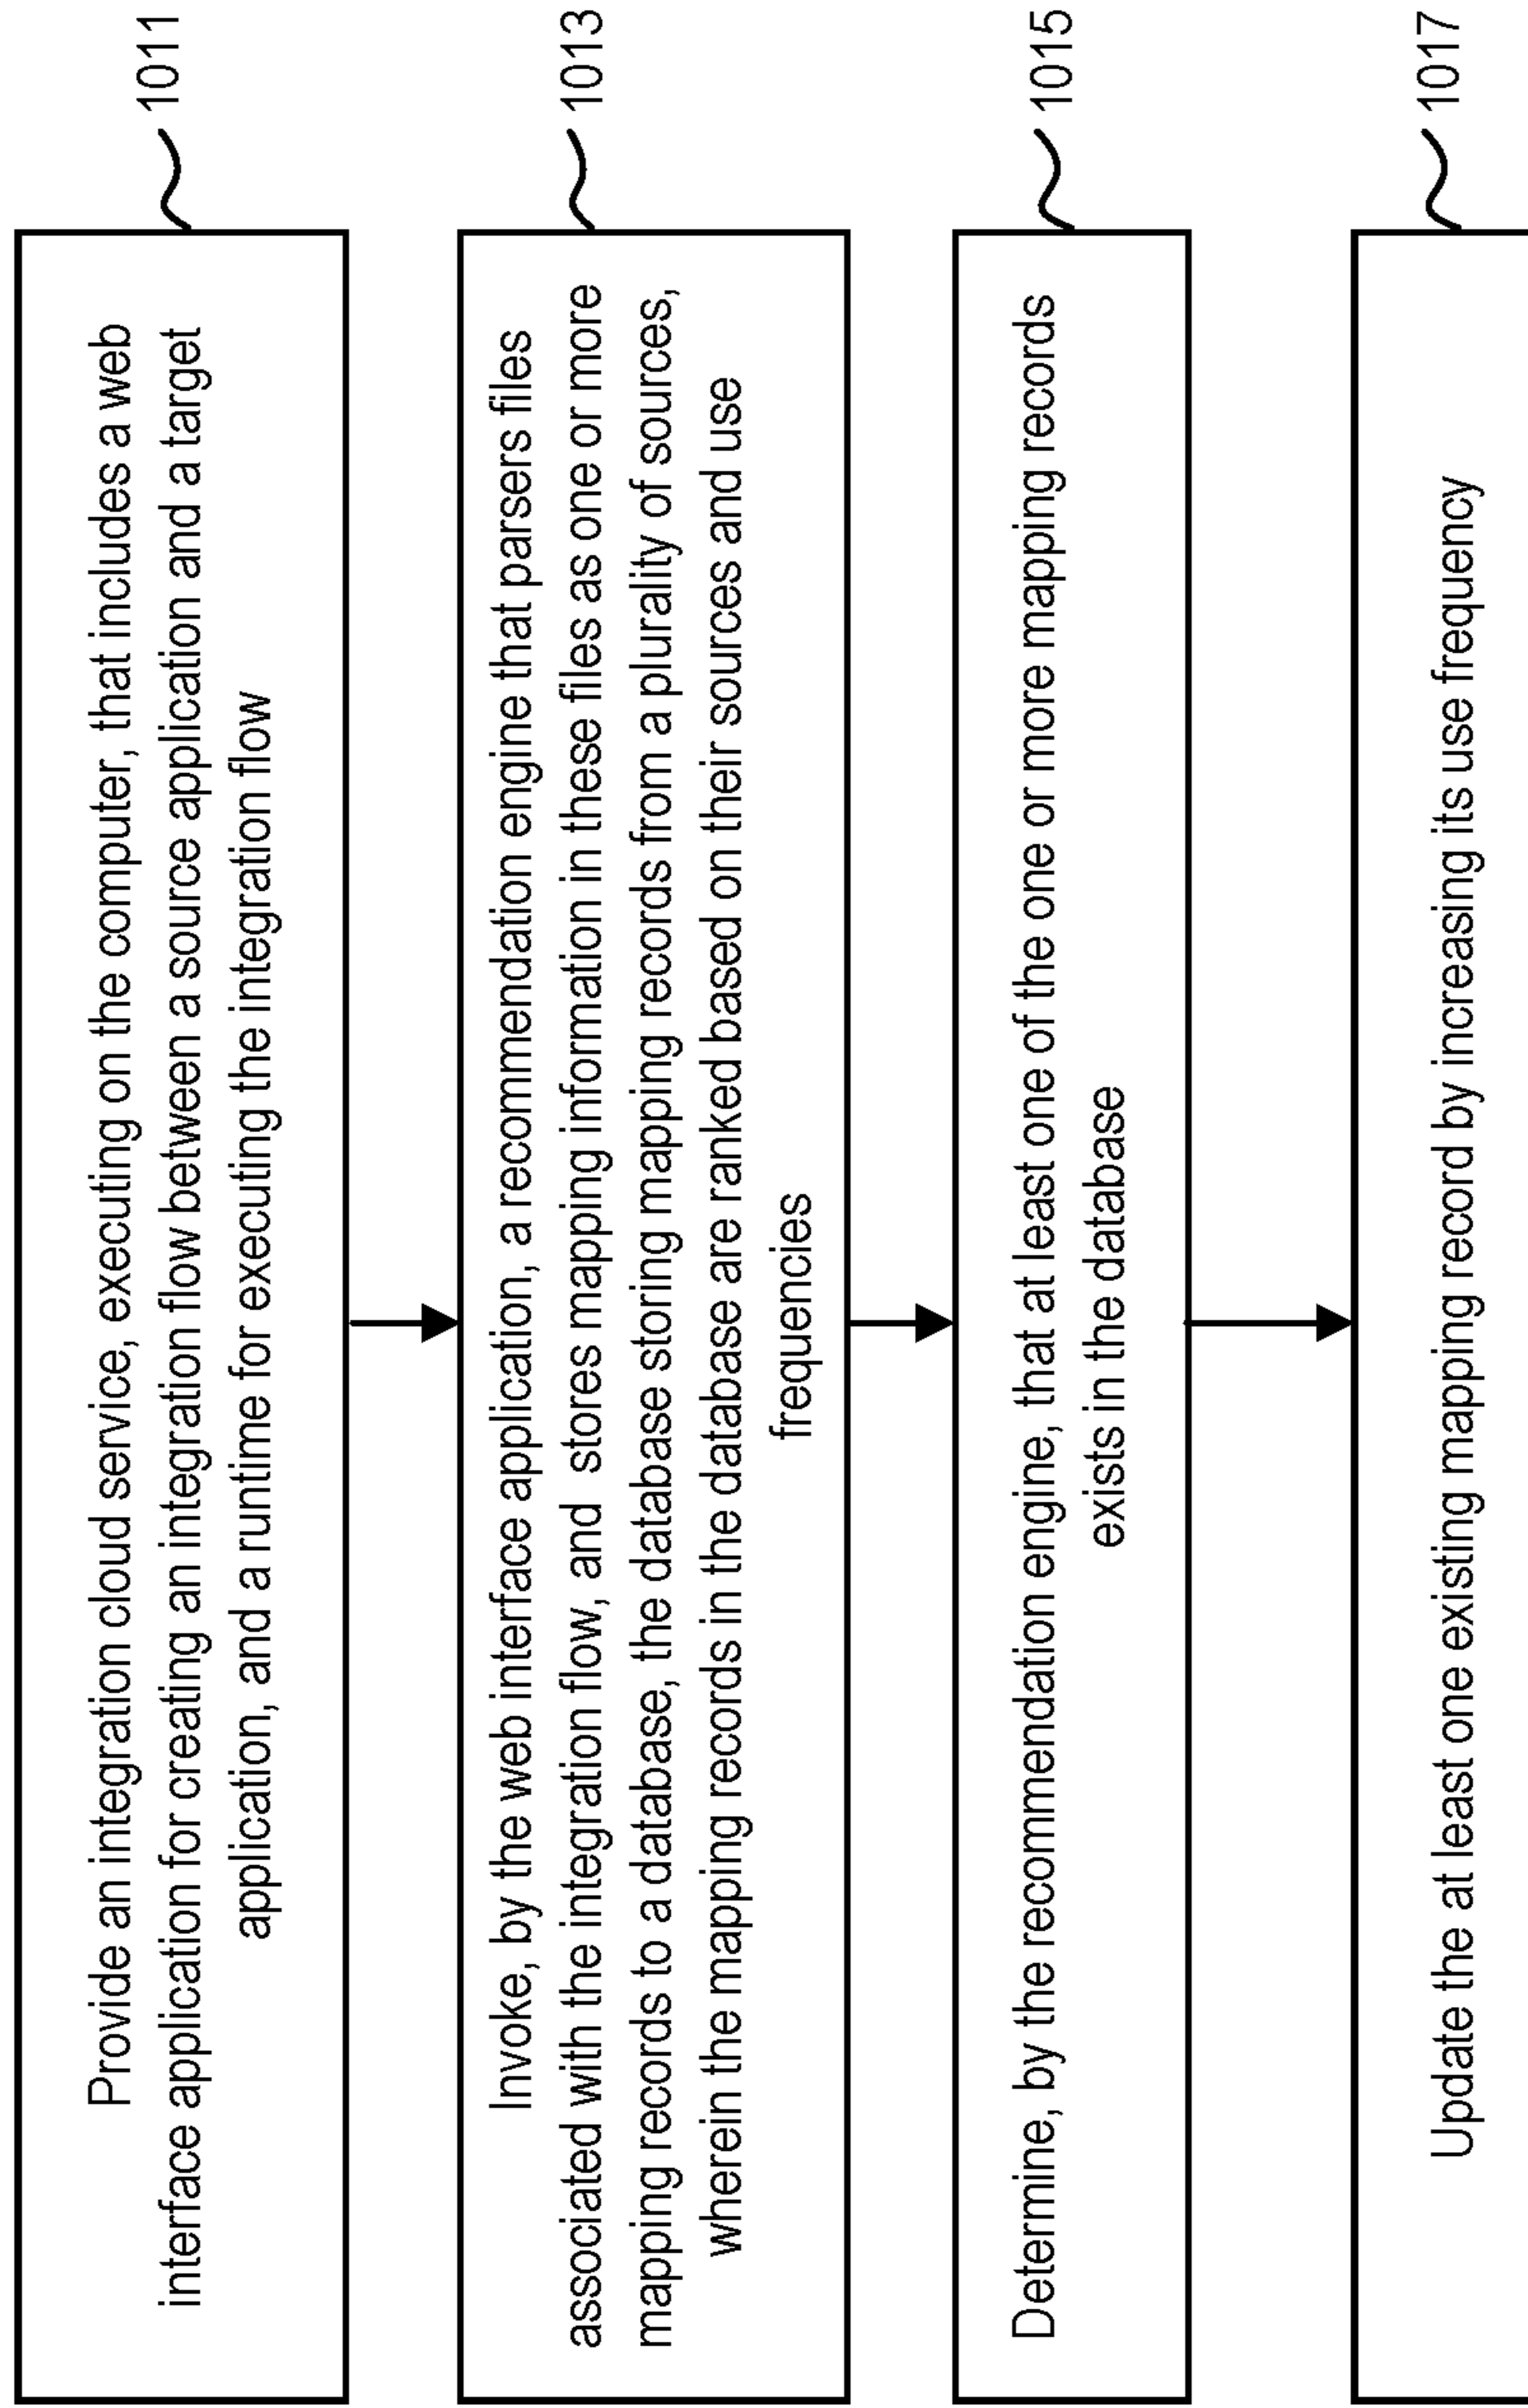 Provide an integration cloud service, executing on the computer, that includes a web
interface application for creating an integration flow between a source application and a target
application, and a runtime for executing the integration flow
1011
Invoke, by the web interface application, a recommendation engine that parsers files
associated with the integration flow, and stores mapping information in these files as one or more
mapping records to a database, the database storing mapping records from a plurality of sources,
wherein the mapping records in the database are ranked based on their sources and use
frequencies
1013
Determine, by the recommendation engine, that at least one of the one or more mapping records
exists in the database
1015
Update the at least one existing mapping record by increasing its use frequency
1017